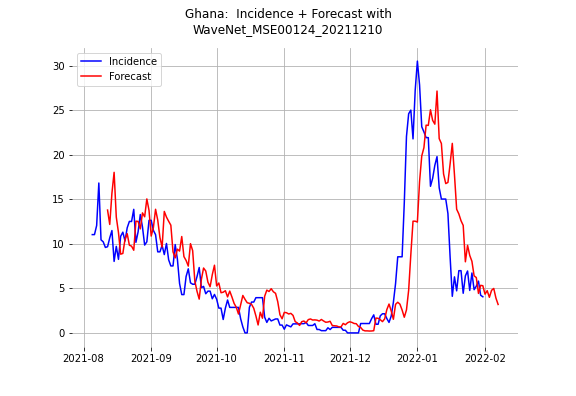 Ghana:  Incidence + Forecast with
WaveNet_MSE00124_20211210
Incidence
Forecast
30
25
20
15
10
5
0
2021-08 2021-09 2021-10 2021-11 2021-12 2022-01 2022-02